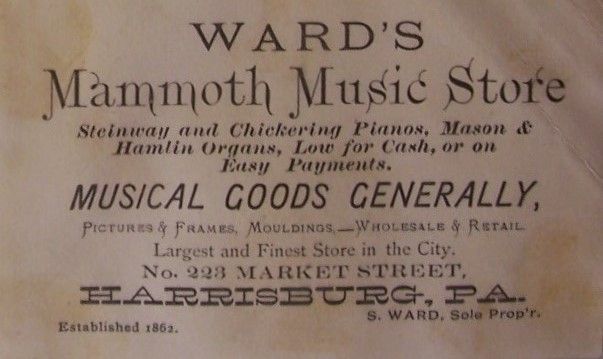 WARD'S
Mammoth Music Store
Steinway and Chickering Pianos, Mason &
Hamlin Organs, Low for Cash, or on
Easy Payments.
MUSICAL GOODS GENERALLY,
PICTURES & FRAMES, MOULDINGS,—WHOLESALE & RETAIL.
Largest and Finest Store in the City.
No. 223 MARKET STREET,
HARRISBURG, PA.
S. WARD, Sole Prop'r.
Established 1862.